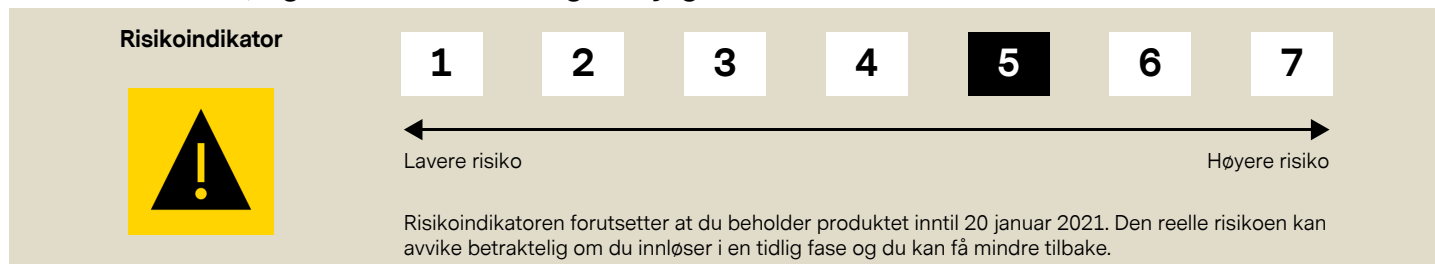 Risikoindikator
1 2 3 4 5 6 7
Lavere risiko Høyere risiko
Risikoindikatoren forutsetter at du beholder produktet inntil 20 januar 2021. Den reelle risikoen kan
avvike betraktelig om du innløser i en tidlig fase og du kan få mindre tilbake.